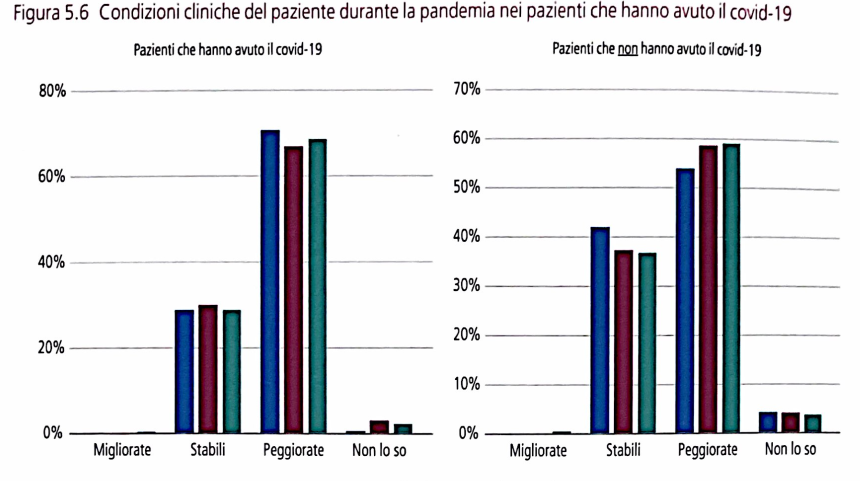 Figura 5.6 Condizioni cliniche del paziente durante la pandemia nei pazienti che hanno avuto il covid-19
Pazienti che hanno avuto il covid-19
80%
60%
40%
20%
0%
Migliorate Stabili Peggiorate Non lo so
Pazienti che non hanno avuto il covid-19
70%
60%
50%
40%
30%
20%
10%
0%
Migliorate Stabili Peggiorate Non lo so